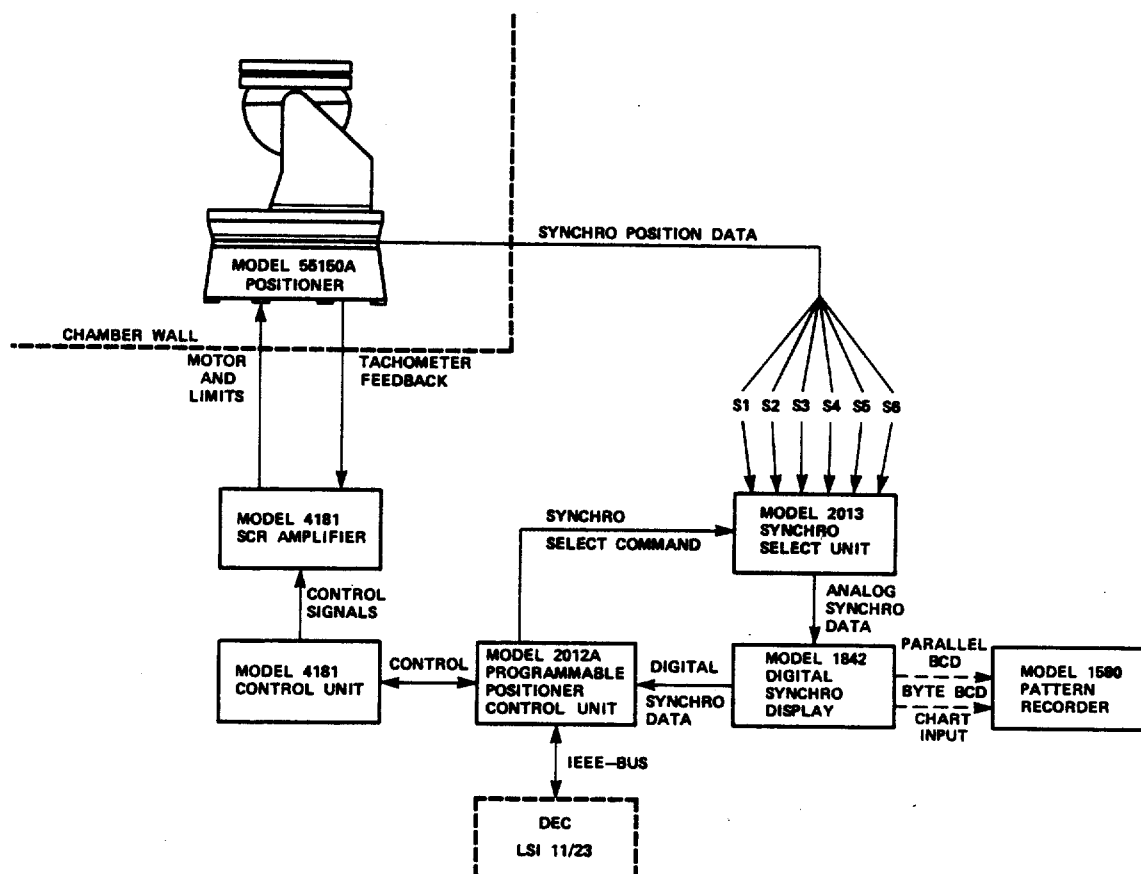 SYNCHRO POSITION DATA
MODEL 55150A
POSITIONER
CHAMBER WALL
MOTOR
AND
LIMITS
TACHOMETER
FEEDBACK
S1 S2 S3 S4 S5 S6
MODEL 4181
SCR AMPLIFIER
SYNCHRO
SELECT COMMAND
MODEL 2013
SYNCHRO
SELECT UNIT
CONTROL
SIGNALS
ANALOG
SYNCHRO
DATA
MODEL 4181
CONTROL UNIT
CONTROL
MODEL 2012A
PROGRAMMABLE
POSITIONER
CONTROL UNIT
DIGITAL
SYNCHRO
DATA
MODEL 1842
DIGITAL
SYNCHRO
DISPLAY
PARALLEL
BCD
BYTE BCD
CHART
INPUT
MODEL 1580
PATTERN
RECORDER
IEEE-BUS
DEC
LSI 11/23